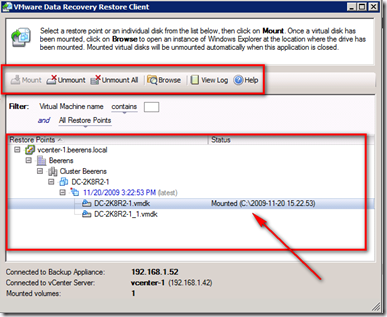 VMware Data Recovery Restore Client
Select a restore point or an individual disk from the list below, then click on Mount. Once a virtual disk has
been mounted, click on Browse to open an instance of Windows Explorer at the location where the drive has
been mounted. Mounted virtual disks will be unmounted automatically when this application is closed.
Mount Unmount Unmount All Browse View Log Help
Filter: Virtual Machine name contains
and All Restore Points
Restore Points Status
vcenter-1.beerens.local
Beerens
Cluster Beerens
DC-2K8R2-1
11/20/2009 3:22:53 PM (latest)
DC-2K8R2-1.vmdk Mounted (C:\2009-11-20 15.22.53)
DC-2K8R2-1_1.vmdk
Connected to Backup Appliance: 192.168.1.52
Connected to vCenter Server: vcenter-1 (192.168.1.42)
Mounted volumes: 1